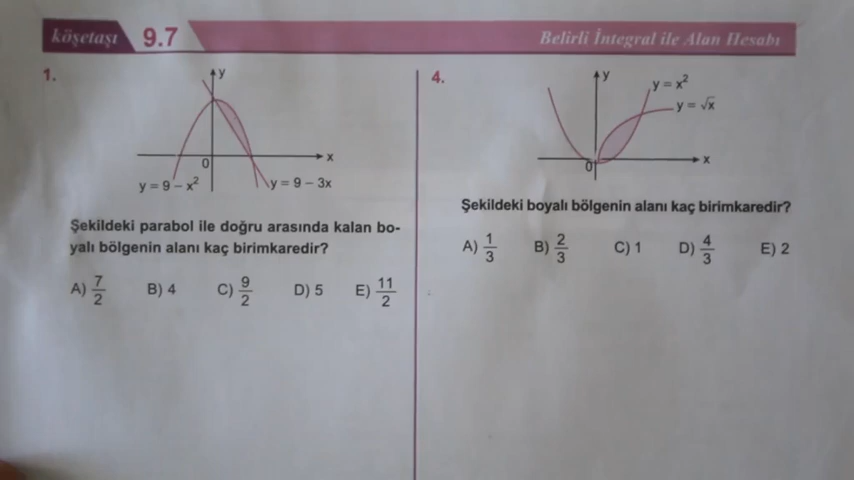 köşetaşı 9.7
Belirli İntegral ile Alan Hesabı
1.
y
x
0
y = 9 – x²
y = 9 – 3x
Şekildeki parabol ile doğru arasında kalan bo-
yalı bölgenin alanı kaç birimkaredir?
A) 7/2 B) 4 C) 9/2 D) 5 E) 11/2
4.
y
y = x²
y = √x
x
0
Şekildeki boyalı bölgenin alanı kaç birimkaredir?
A) 1/3 B) 2/3 C) 1 D) 4/3 E) 2